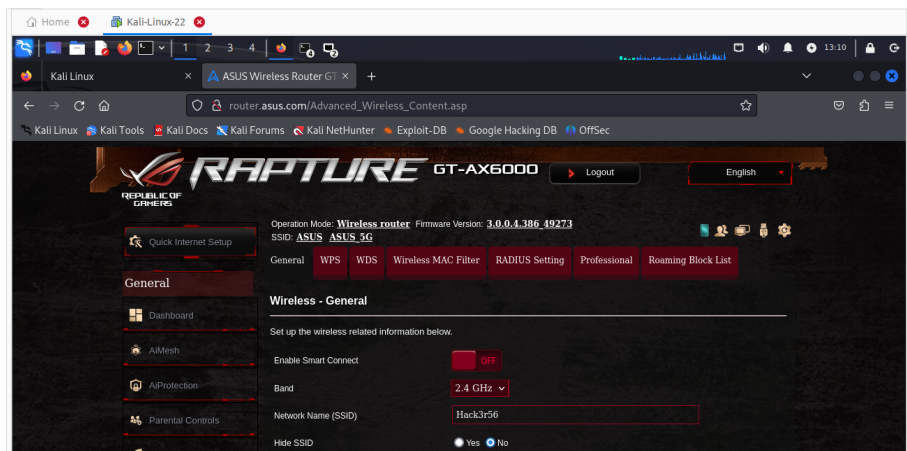 Home Kali-Linux-22
1 2 3 4 13:10
Kali Linux ASUS Wireless Router GT
router.asus.com/Advanced_Wireless_Content.asp
Kali Linux Kali Tools Kali Docs Kali Forums Kali NetHunter Exploit-DB Google Hacking DB OffSec
REPUBLIC OF
GAMERS
RAPTURE GT-AX6000 Logout English
Operation Mode: Wireless router Firmware Version: 3.0.0.4.386_49273
SSID: ASUS ASUS_5G
Quick Internet Setup
General WPS WDS Wireless MAC Filter RADIUS Setting Professional Roaming Block List
General
Wireless - General
Dashboard
Set up the wireless related information below.
AiMesh
Enable Smart Connect OFF
AiProtection
Band 2.4 GHz
Parental Controls
Network Name (SSID) Hack3r56
Hide SSID Yes No